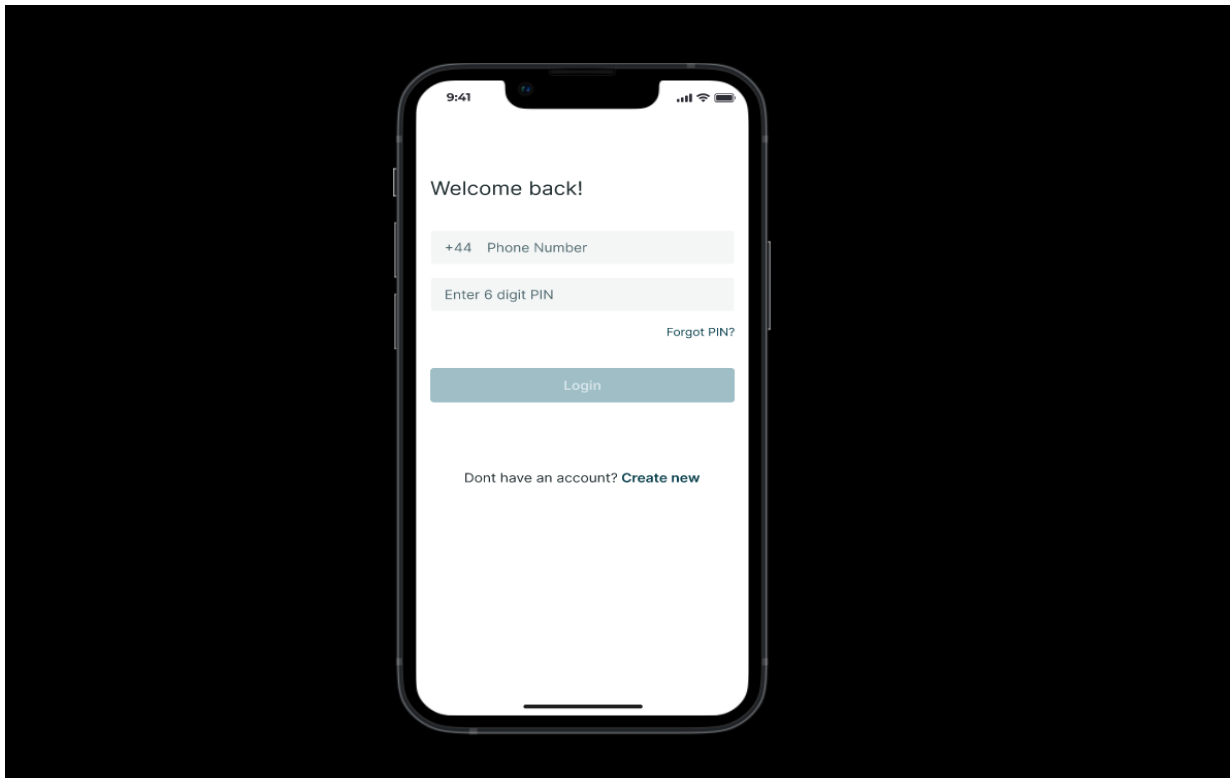 9:41
Welcome back!
+44 Phone Number
Enter 6 digit PIN
Forgot PIN?
Login
Dont have an account? Create new